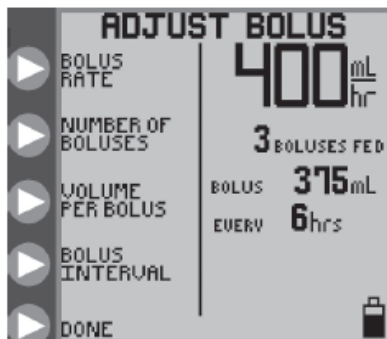 ADJUST BOLUS
BOLUS
RATE
400 mL/hr
NUMBER OF
BOLUSES
3 BOLUSES FED
VOLUME
PER BOLUS
BOLUS 375mL
EVERY 6hrs
BOLUS
INTERVAL
DONE